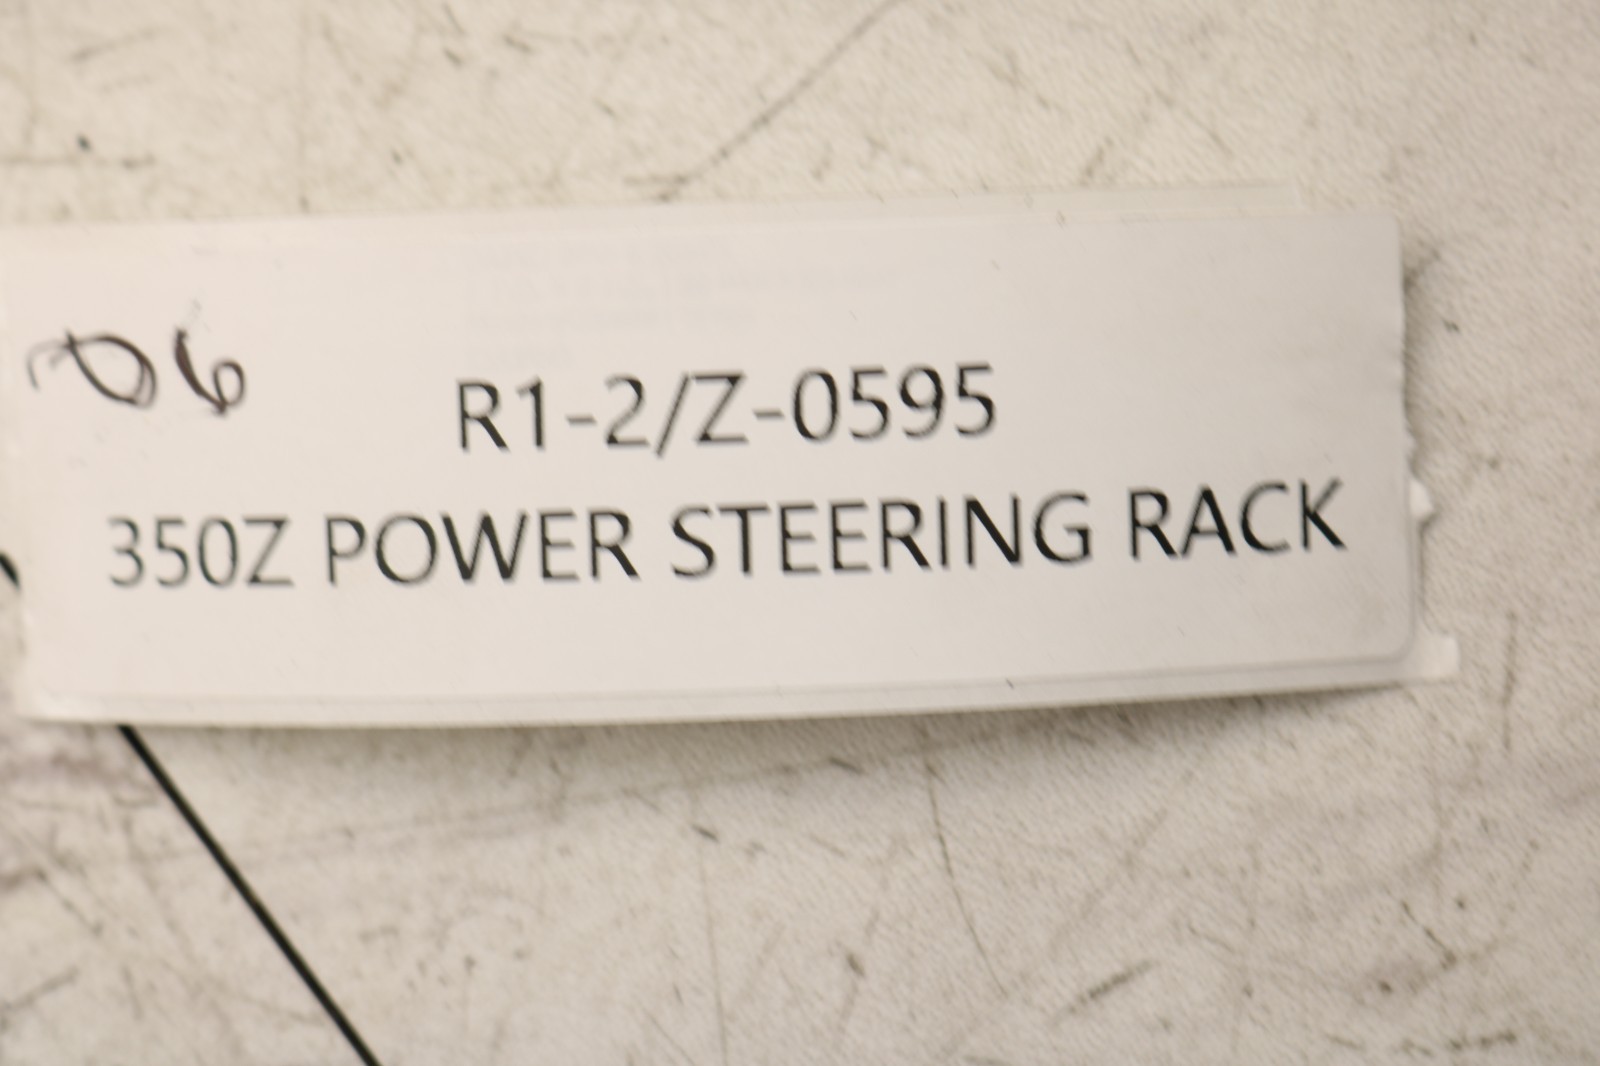 06
R1-2/Z-0595
350Z POWER STEERING RACK